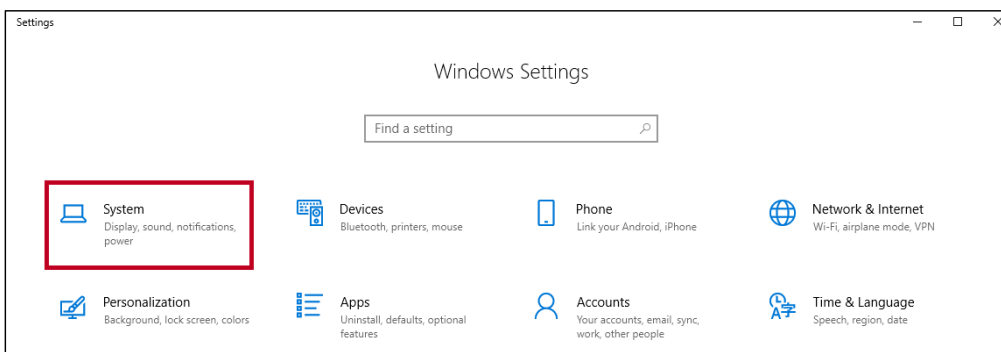 Settings
Windows Settings
Find a setting
System
Display, sound, notifications,
power
Devices
Bluetooth, printers, mouse
Phone
Link your Android, iPhone
Network & Internet
Wi-Fi, airplane mode, VPN
Personalization
Background, lock screen, colors
Apps
Uninstall, defaults, optional
features
Accounts
Your accounts, email, sync,
work, other people
Time & Language
Speech, region, date